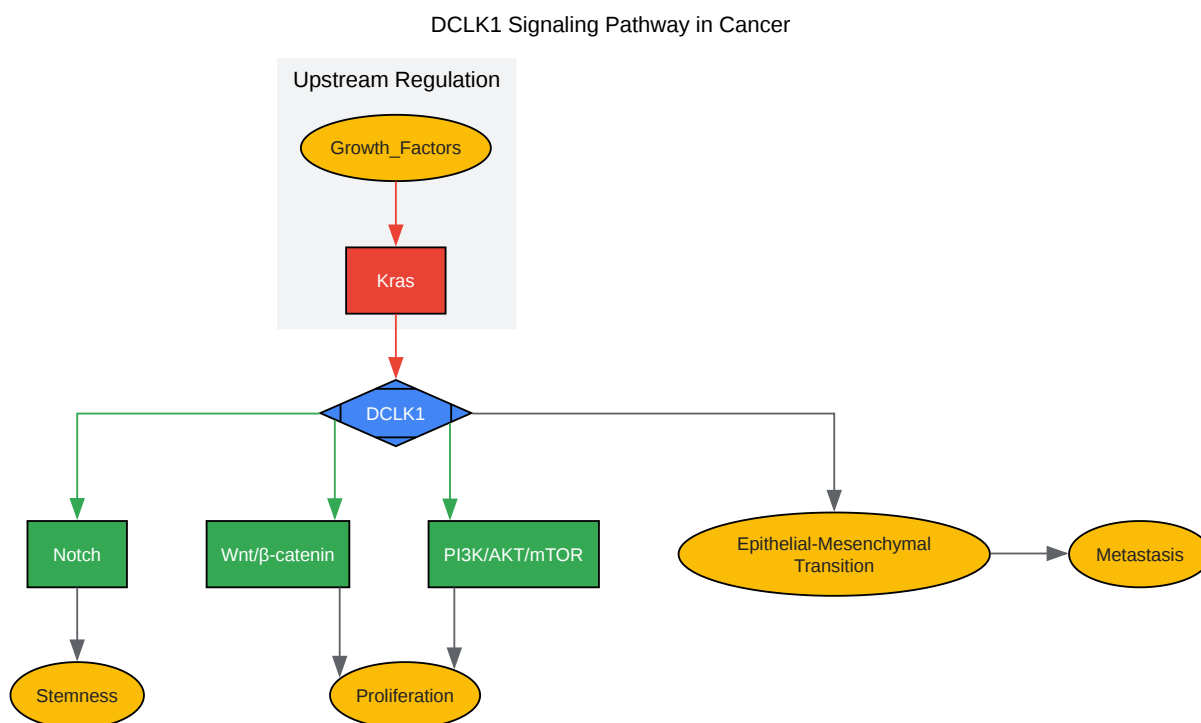 DCLK1 Signaling Pathway in Cancer
Upstream Regulation
Growth_Factors
Kras
DCLK1
Notch
Wnt/β-catenin
PI3K/AKT/mTOR
Epithelial-Mesenchymal
Transition
Metastasis
Stemness
Proliferation